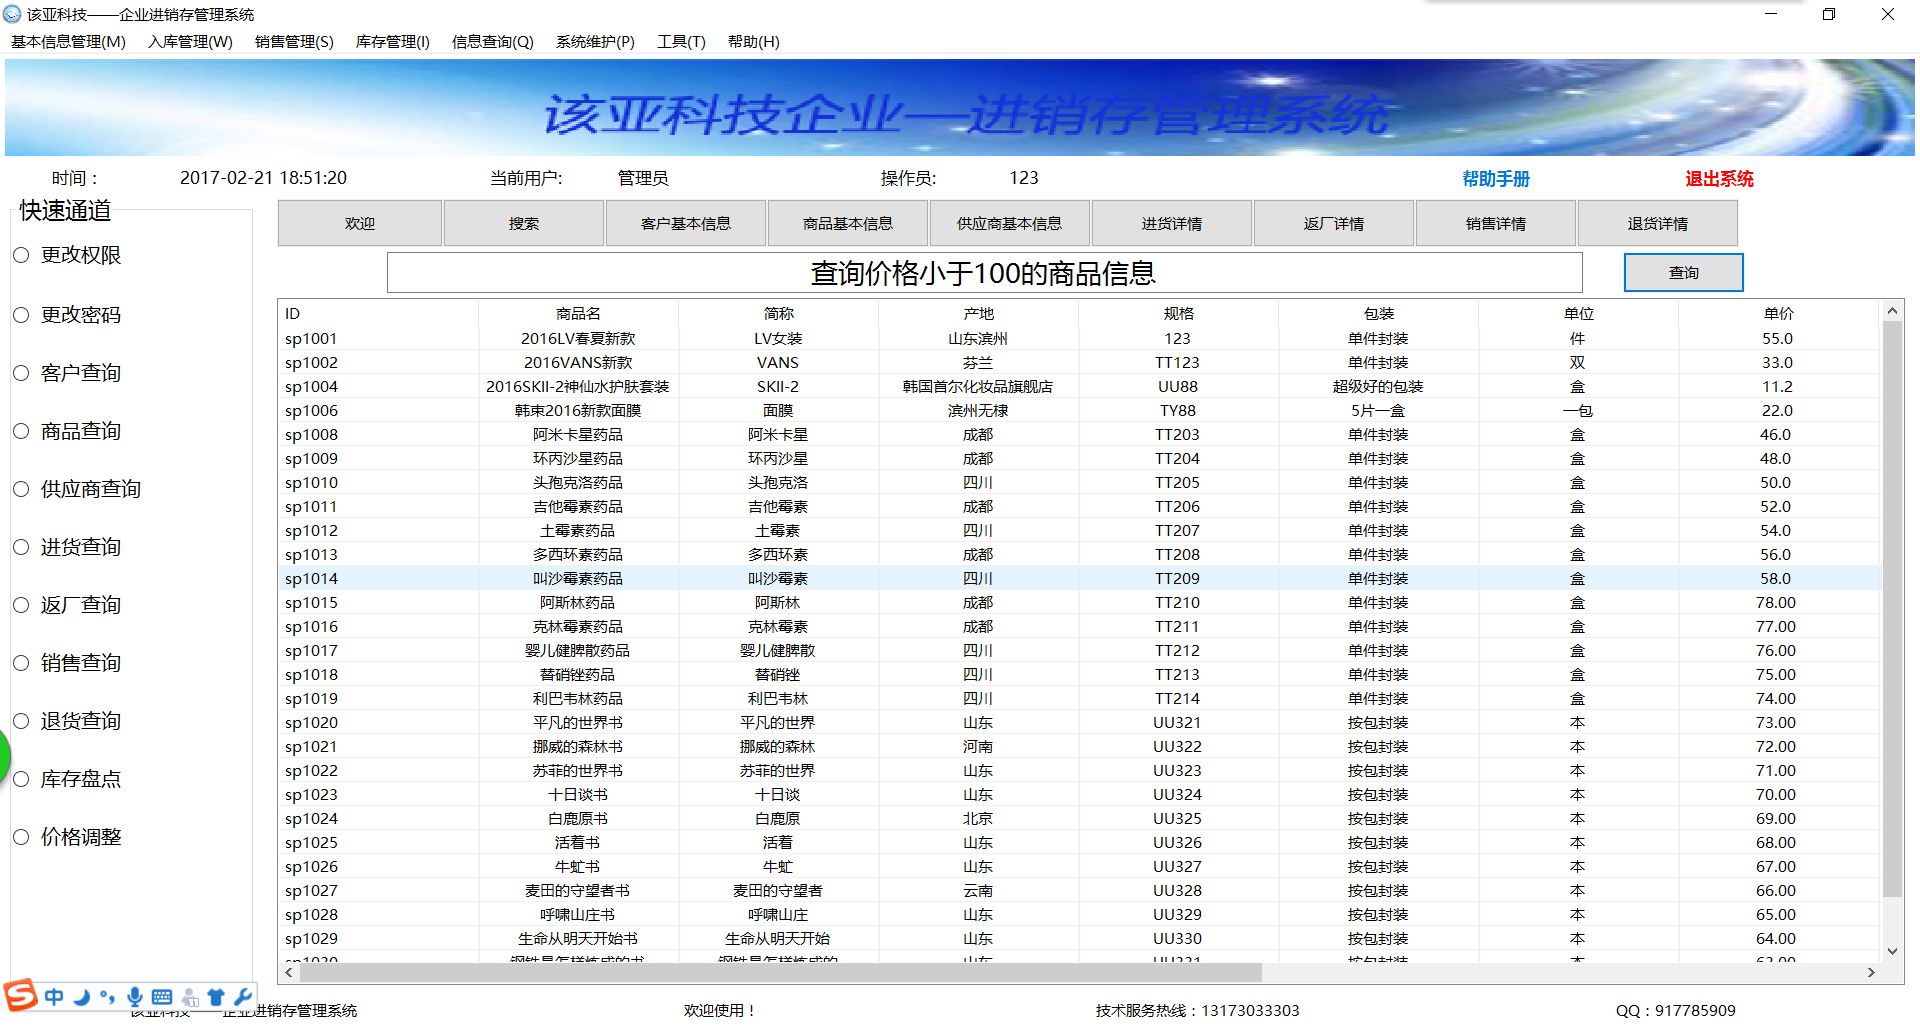 该亚科技——企业进销存管理系统
基本信息管理(M) 入库管理(W) 销售管理(S) 库存管理(I) 信息查询(Q) 系统维护(P) 工具(T) 帮助(H)
该亚科技企业—进销存管理系统
时间： 2017-02-21 18:51:20 当前用户: 管理员 操作员: 123 帮助手册 退出系统
快速通道
更改权限
更改密码
客户查询
商品查询
供应商查询
进货查询
返厂查询
销售查询
退货查询
库存盘点
价格调整
欢迎 搜索 客户基本信息 商品基本信息 供应商基本信息 进货详情 返厂详情 销售详情 退货详情
查询价格小于100的商品信息 查询
ID 商品名 简称 产地 规格 包装 单位 单价
sp1001 2016LV春夏新款 LV女装 山东滨州 123 单件封装 件 55.0
sp1002 2016VANS新款 VANS 芬兰 TT123 单件封装 双 33.0
sp1004 2016SKII-2神仙水护肤套装 SKII-2 韩国首尔化妆品旗舰店 UU88 超级好的包装 盒 11.2
sp1006 韩束2016新款面膜 面膜 滨州无棣 TY88 5片一盒 一包 22.0
sp1008 阿米卡星药品 阿米卡星 成都 TT203 单件封装 盒 46.0
sp1009 环丙沙星药品 环丙沙星 成都 TT204 单件封装 盒 48.0
sp1010 头孢克洛药品 头孢克洛 四川 TT205 单件封装 盒 50.0
sp1011 吉他霉素药品 吉他霉素 成都 TT206 单件封装 盒 52.0
sp1012 土霉素药品 土霉素 四川 TT207 单件封装 盒 54.0
sp1013 多西环素药品 多西环素 成都 TT208 单件封装 盒 56.0
sp1014 叫沙霉素药品 叫沙霉素 四川 TT209 单件封装 盒 58.0
sp1015 阿斯林药品 阿斯林 成都 TT210 单件封装 盒 78.00
sp1016 克林霉素药品 克林霉素 成都 TT211 单件封装 盒 77.00
sp1017 婴儿健脾散药品 婴儿健脾散 四川 TT212 单件封装 盒 76.00
sp1018 替硝锉药品 替硝锉 四川 TT213 单件封装 盒 75.00
sp1019 利巴韦林药品 利巴韦林 四川 TT214 单件封装 盒 74.00
sp1020 平凡的世界书 平凡的世界 山东 UU321 按包封装 本 73.00
sp1021 挪威的森林书 挪威的森林 河南 UU322 按包封装 本 72.00
sp1022 苏菲的世界书 苏菲的世界 山东 UU323 按包封装 本 71.00
sp1023 十日谈书 十日谈 山东 UU324 按包封装 本 70.00
sp1024 白鹿原书 白鹿原 北京 UU325 按包封装 本 69.00
sp1025 活着书 活着 山东 UU326 按包封装 本 68.00
sp1026 牛虻书 牛虻 山东 UU327 按包封装 本 67.00
sp1027 麦田的守望者书 麦田的守望者 云南 UU328 按包封装 本 66.00
sp1028 呼啸山庄书 呼啸山庄 山东 UU329 按包封装 本 65.00
sp1029 生命从明天开始书 生命从明天开始 山东 UU330 按包封装 本 64.00
sp1030 钢铁是怎样炼成的书 钢铁是怎样炼成的 山东 UU331 按包封装 本 63.00
中
该亚科技——企业进销存管理系统 欢迎使用！ 技术服务热线：13173033303 QQ：917785909